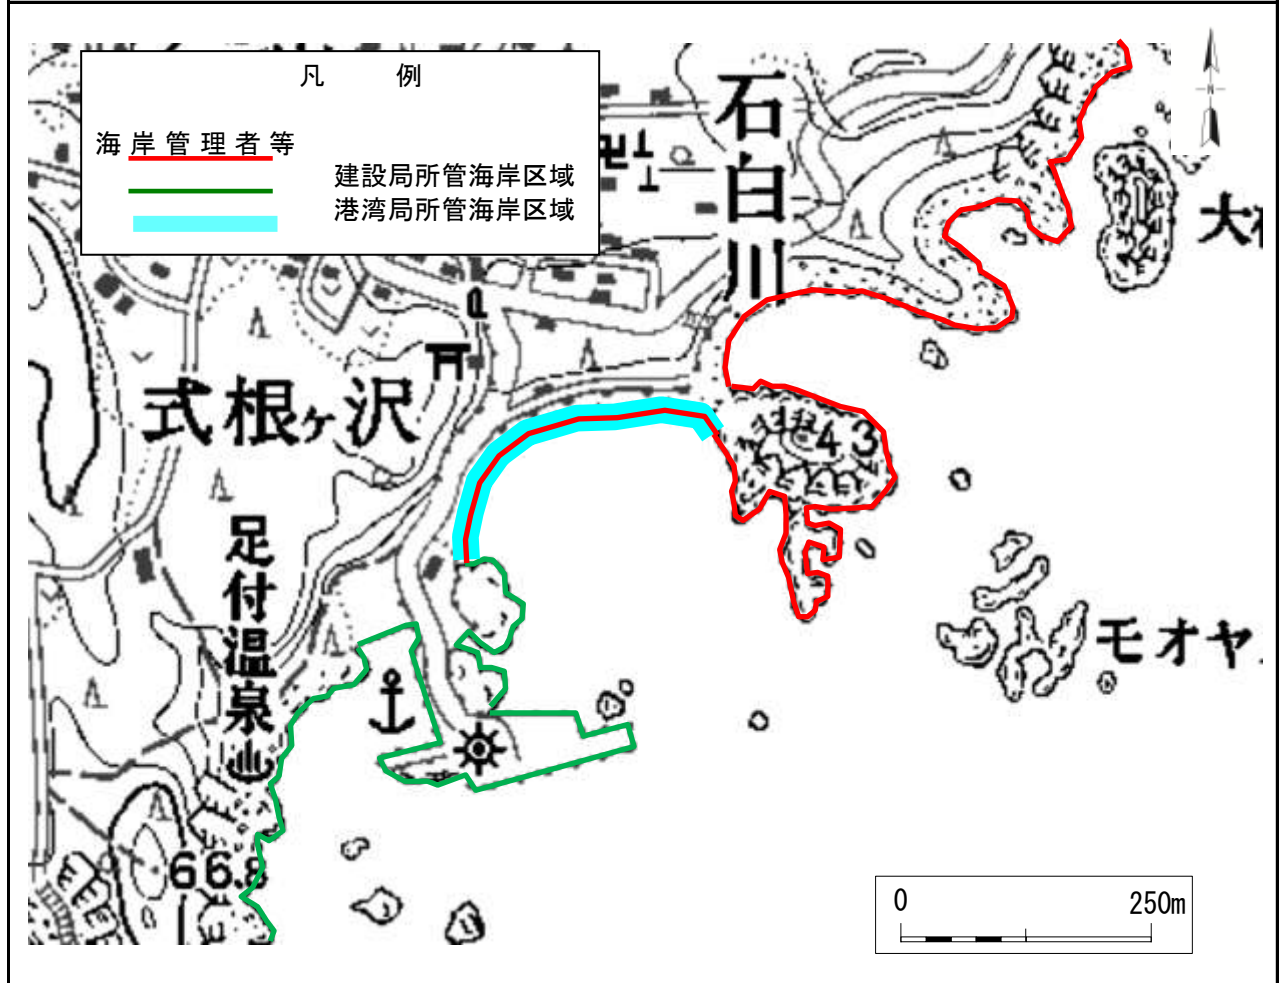 凡例
海岸管理者等
建設局所管海岸区域
港湾局所管海岸区域
N
石白川
式根ヶ沢
43
足付温泉
モオヤ
66.8
0 250m